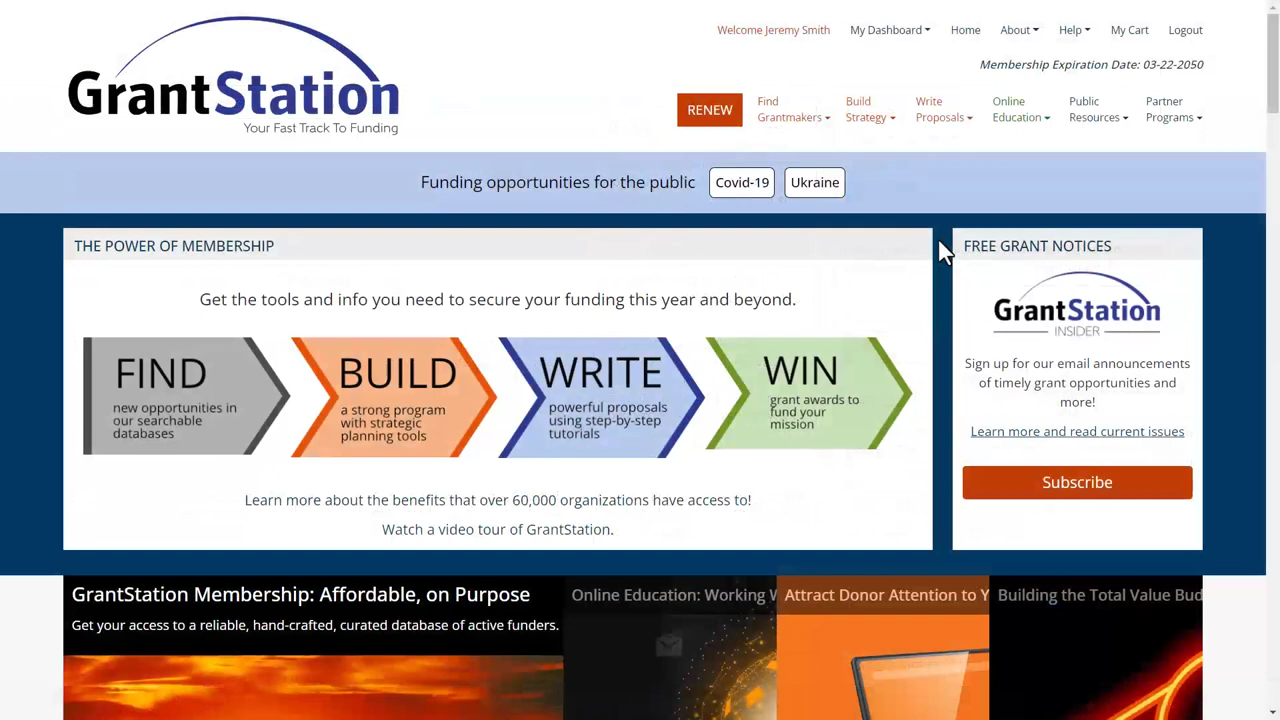 GrantStation
Your Fast Track To Funding
Welcome Jeremy Smith My Dashboard Home About Help My Cart Logout
Membership Expiration Date: 03-22-2050
RENEW
Find Grantmakers
Build Strategy
Write Proposals
Online Education
Public Resources
Partner Programs
Funding opportunities for the public Covid-19 Ukraine
THE POWER OF MEMBERSHIP
Get the tools and info you need to secure your funding this year and beyond.
FIND
new opportunities in
our searchable
databases
BUILD
a strong program
with strategic
planning tools
WRITE
powerful proposals
using step-by-step
tutorials
WIN
grant awards to
fund your
mission
Learn more about the benefits that over 60,000 organizations have access to!
Watch a video tour of GrantStation.
FREE GRANT NOTICES
GrantStation
INSIDER
Sign up for our email announcements
of timely grant opportunities and
more!
Learn more and read current issues
Subscribe
GrantStation Membership: Affordable, on Purpose
Get your access to a reliable, hand-crafted, curated database of active funders.
Online Education: Working W
Attract Donor Attention to Y
Building the Total Value Bud